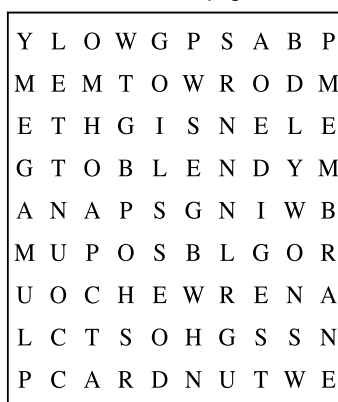 Y L O W G P S A B P
M E M T O W R O D M
E T H G I S N E L E
G T O B L E N D Y M
A N A P S G N I W B
M U P O S B L G O R
U O C H E W R E N A
L C T S O H G S S N
P C A R D N U T W E